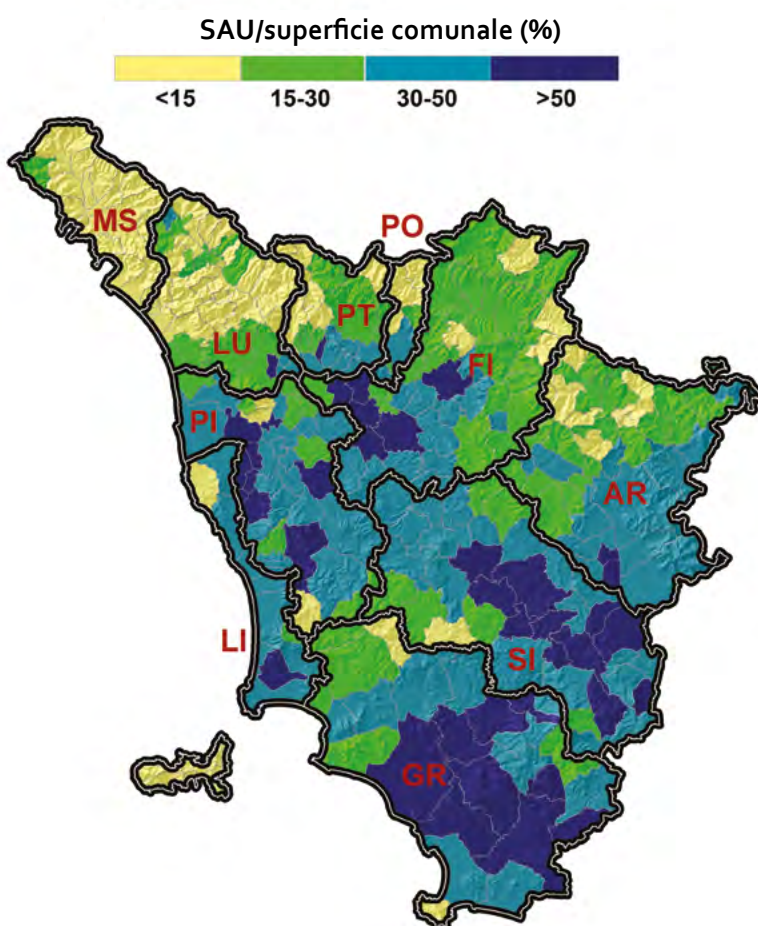 SAU/superficie comunale (%)
<15 15-30 30-50 >50
MS
PO
LU
PT
FI
PI
AR
LI
SI
GR